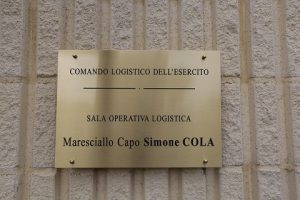 COMANDO LOGISTICO DELL'ESERCITO
SALA OPERATIVA LOGISTICA
Maresciallo Capo Simone COLA